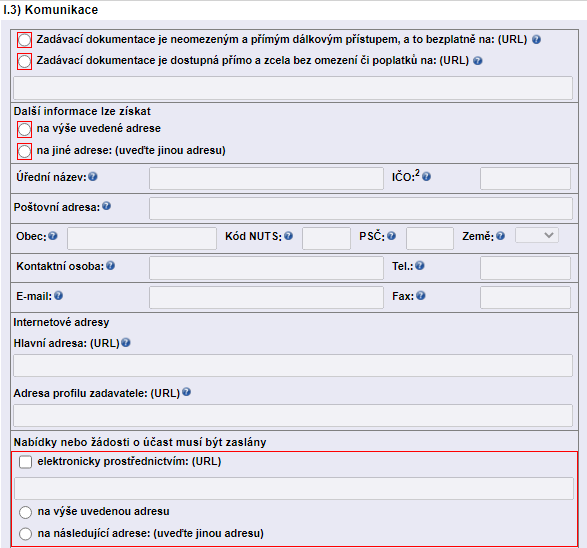 I.3) Komunikace
Zadávací dokumentace je neomezeným a přímým dálkovým přístupem, a to bezplatně na: (URL) ?
Zadávací dokumentace je dostupná přímo a zcela bez omezení či poplatků na: (URL) ?
Další informace lze získat
na výše uvedené adrese
na jiné adrese: (uveďte jinou adresu)
Úřední název: ? IČO:2 ?
Poštovní adresa: ?
Obec: ? Kód NUTS: ? PSČ: ? Země: ?
Kontaktní osoba: ? Tel.: ?
E-mail: ? Fax: ?
Internetové adresy
Hlavní adresa: (URL) ?
Adresa profilu zadavatele: (URL) ?
Nabídky nebo žádosti o účast musí být zaslány
elektronicky prostřednictvím: (URL)
na výše uvedenou adresu
na následující adrese: (uveďte jinou adresu)